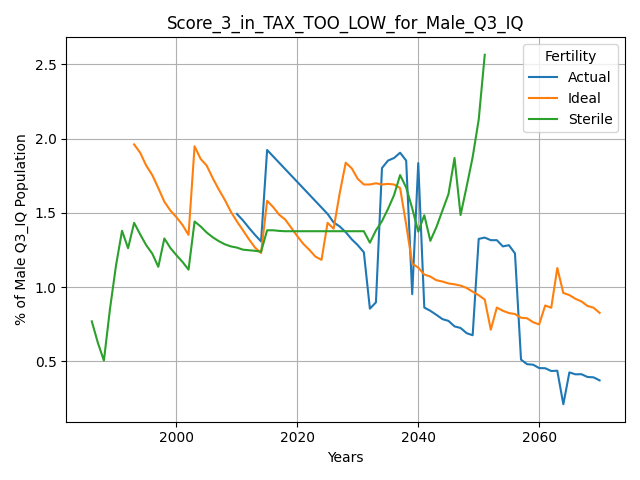 Score_3_in_TAX_TOO_LOW_for_Male_Q3_IQ
Fertility
Actual
Ideal
Sterile
% of Male Q3_IQ Population
2.5
2.0
1.5
1.0
0.5
2000
2020
2040
2060
Years